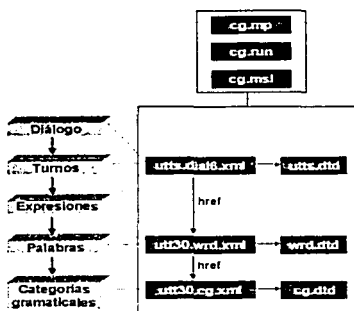 cg.mp
cg.run
cg.msl
Diálogo
Turnos
utts.dial6.xml
utts.dtd
href
Expresiones
Palabras
utt30.wrd.xml
wrd.dtd
href
Categorías
gramaticales
utt30.cg.xml
cg.dtd